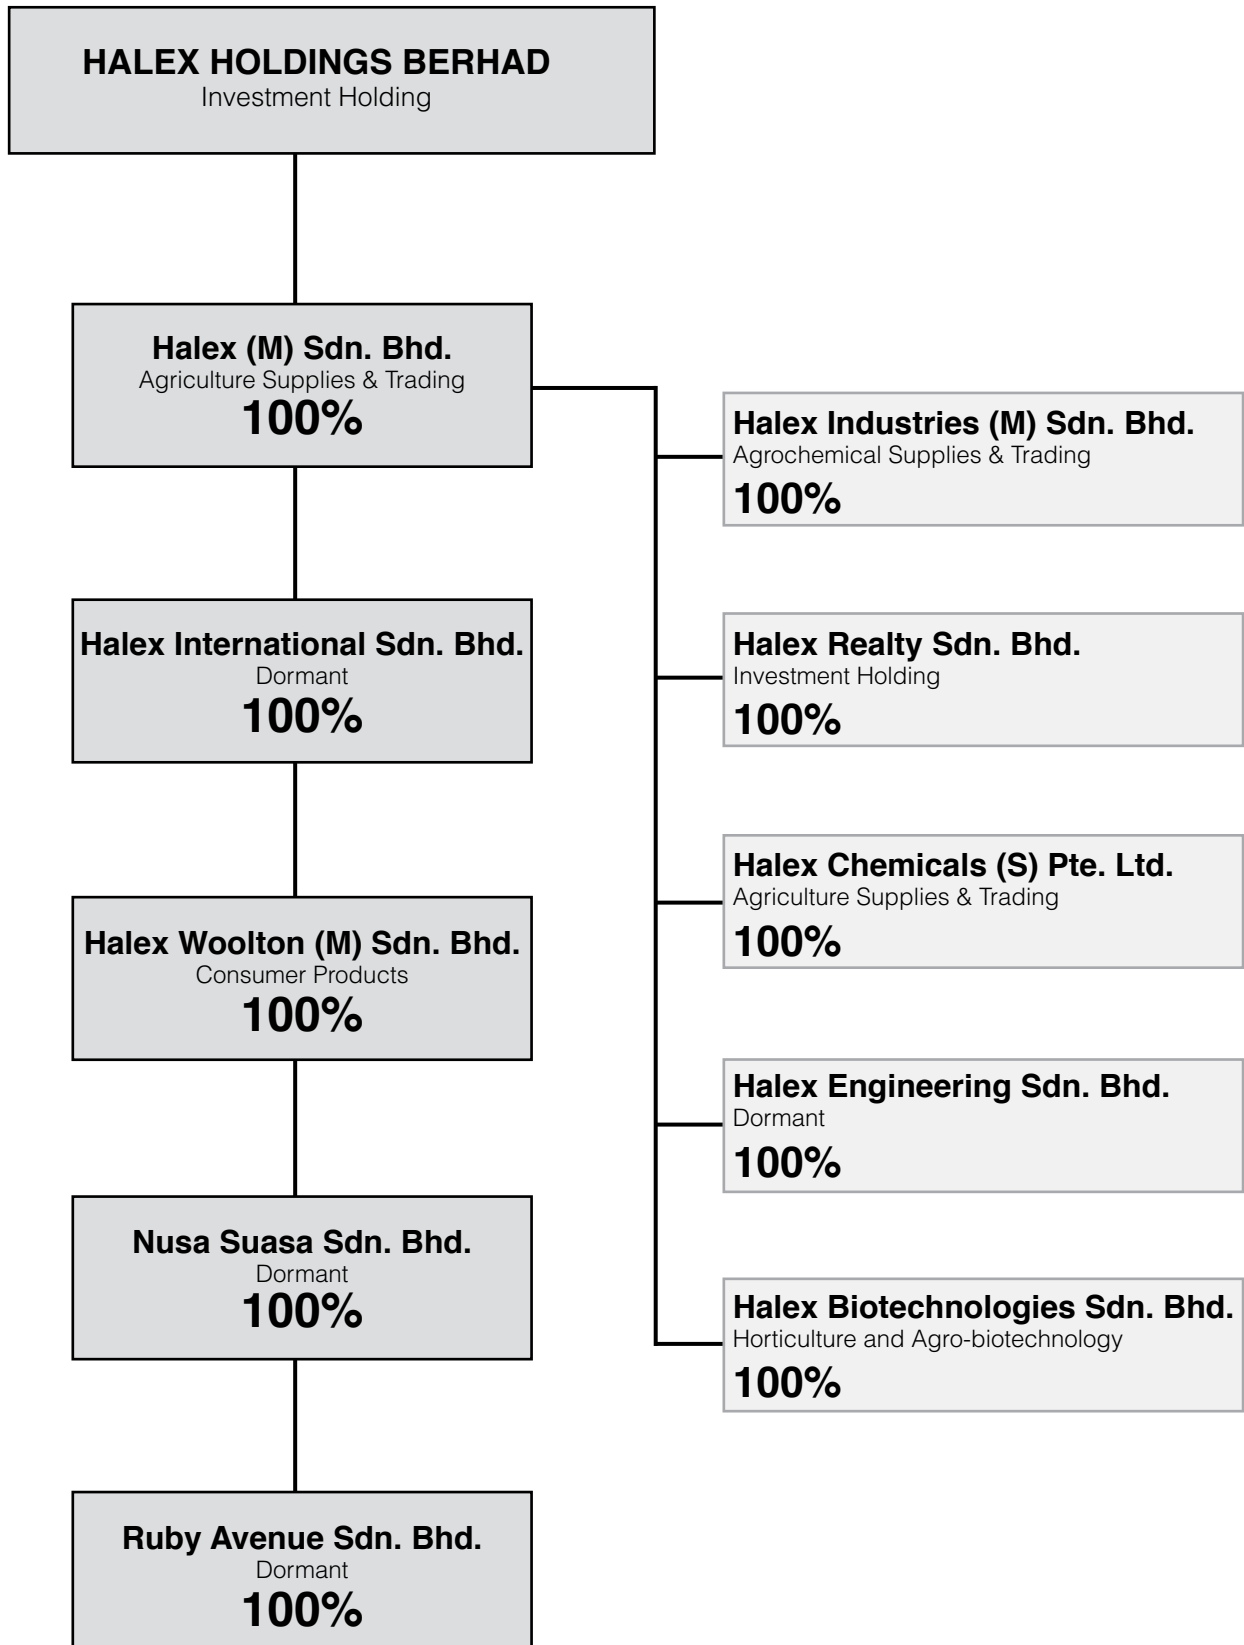 HALEX HOLDINGS BERHAD
Investment Holding
Halex (M) Sdn. Bhd.
Agriculture Supplies & Trading
100%
Halex International Sdn. Bhd.
Dormant
100%
Halex Woolton (M) Sdn. Bhd.
Consumer Products
100%
Nusa Suasa Sdn. Bhd.
Dormant
100%
Ruby Avenue Sdn. Bhd.
Dormant
100%
Halex Industries (M) Sdn. Bhd.
Agrochemical Supplies & Trading
100%
Halex Realty Sdn. Bhd.
Investment Holding
100%
Halex Chemicals (S) Pte. Ltd.
Agriculture Supplies & Trading
100%
Halex Engineering Sdn. Bhd.
Dormant
100%
Halex Biotechnologies Sdn. Bhd.
Horticulture and Agro-biotechnology
100%